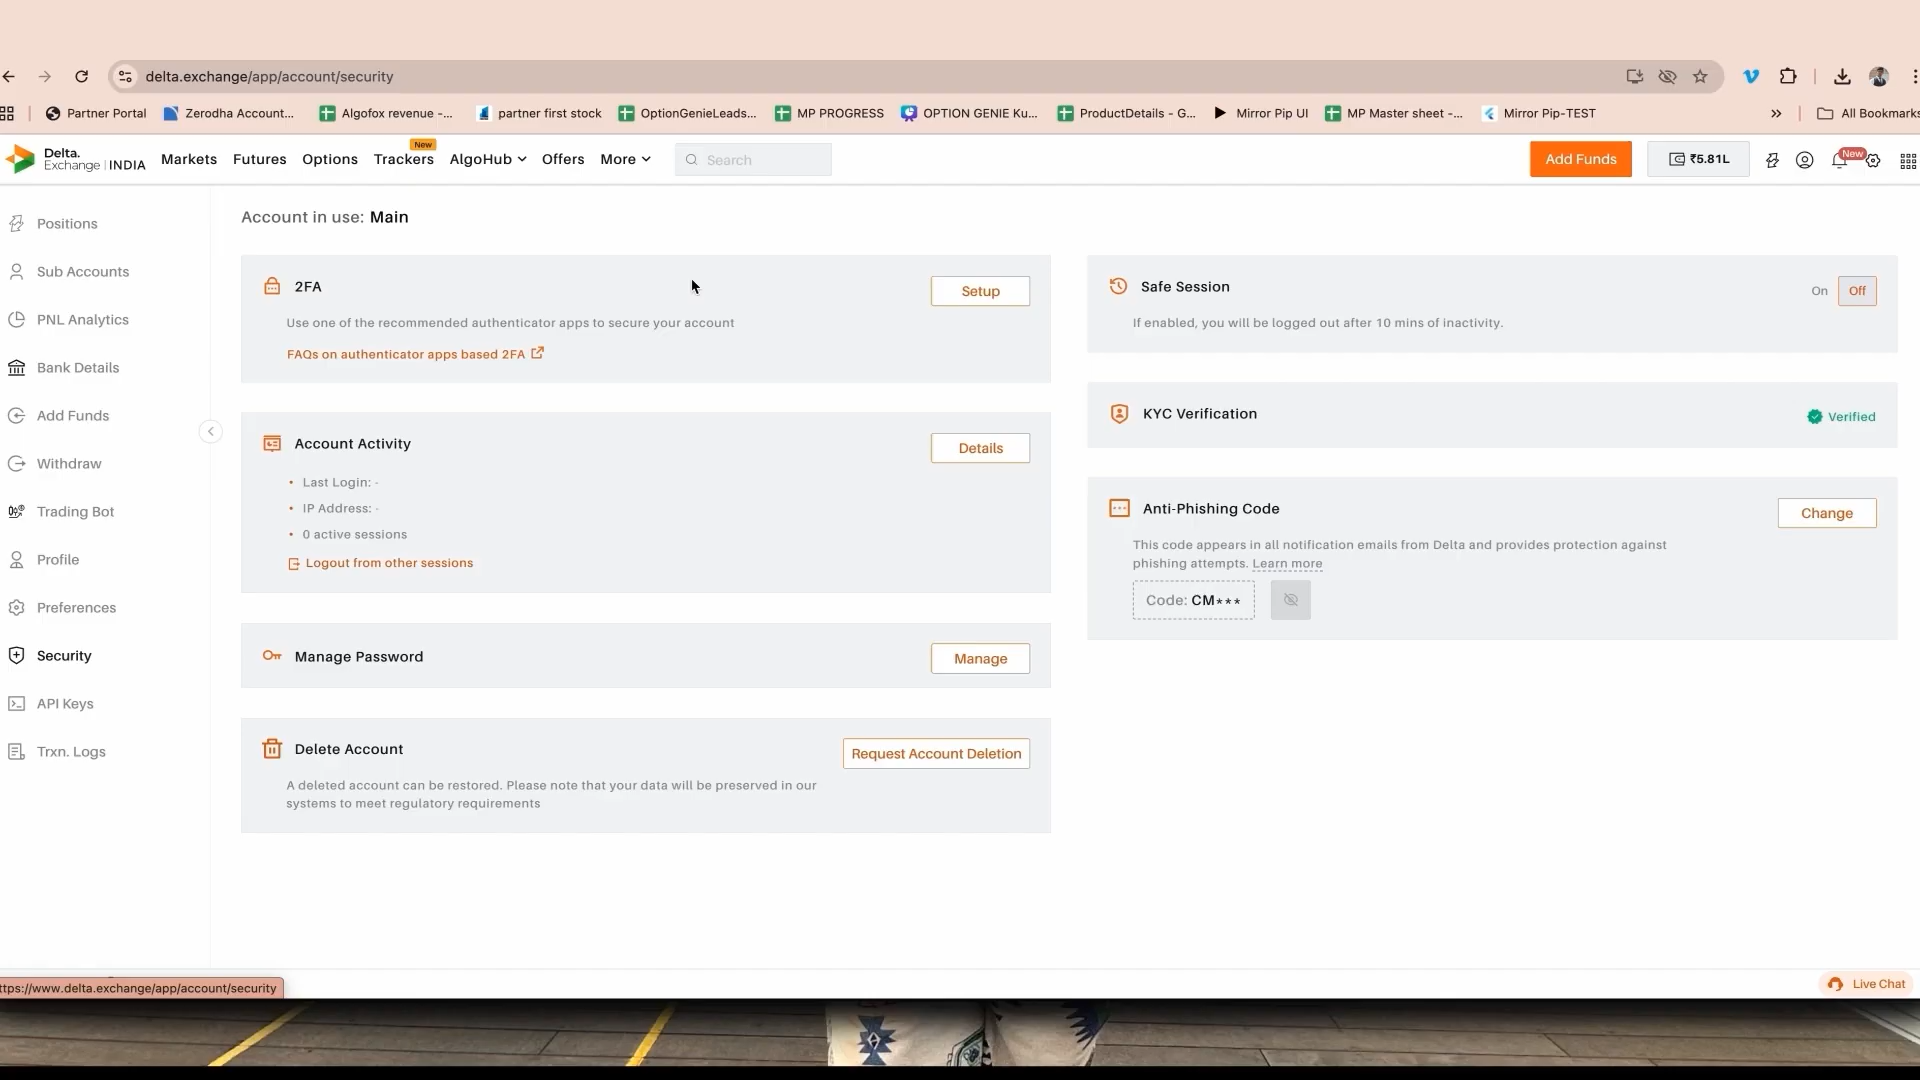 delta.exchange/app/account/security
Partner Portal
Zerodha Account...
Algofox revenue -...
partner first stock
OptionGenieLeads...
MP PROGRESS
OPTION GENIE Ku...
ProductDetails - G...
Mirror Pip UI
MP Master sheet -...
Mirror Pip-TEST
»
All Bookmarks
Delta.
Exchange | INDIA
Markets
Futures
Options
New
Trackers
AlgoHub
Offers
More
Search
Add Funds
₹5.81L
New
Positions
Sub Accounts
PNL Analytics
Bank Details
Add Funds
Withdraw
Trading Bot
Profile
Preferences
Security
API Keys
Trxn. Logs
Account in use: Main
2FA
Setup
Use one of the recommended authenticator apps to secure your account
FAQs on authenticator apps based 2FA
Account Activity
Details
• Last Login: -
• IP Address: -
• 0 active sessions
Logout from other sessions
Manage Password
Manage
Delete Account
Request Account Deletion
A deleted account can be restored. Please note that your data will be preserved in our
systems to meet regulatory requirements
Safe Session
On
Off
If enabled, you will be logged out after 10 mins of inactivity.
KYC Verification
Verified
Anti-Phishing Code
Change
This code appears in all notification emails from Delta and provides protection against
phishing attempts. Learn more
Code: CM***
ttps://www.delta.exchange/app/account/security
Live Chat